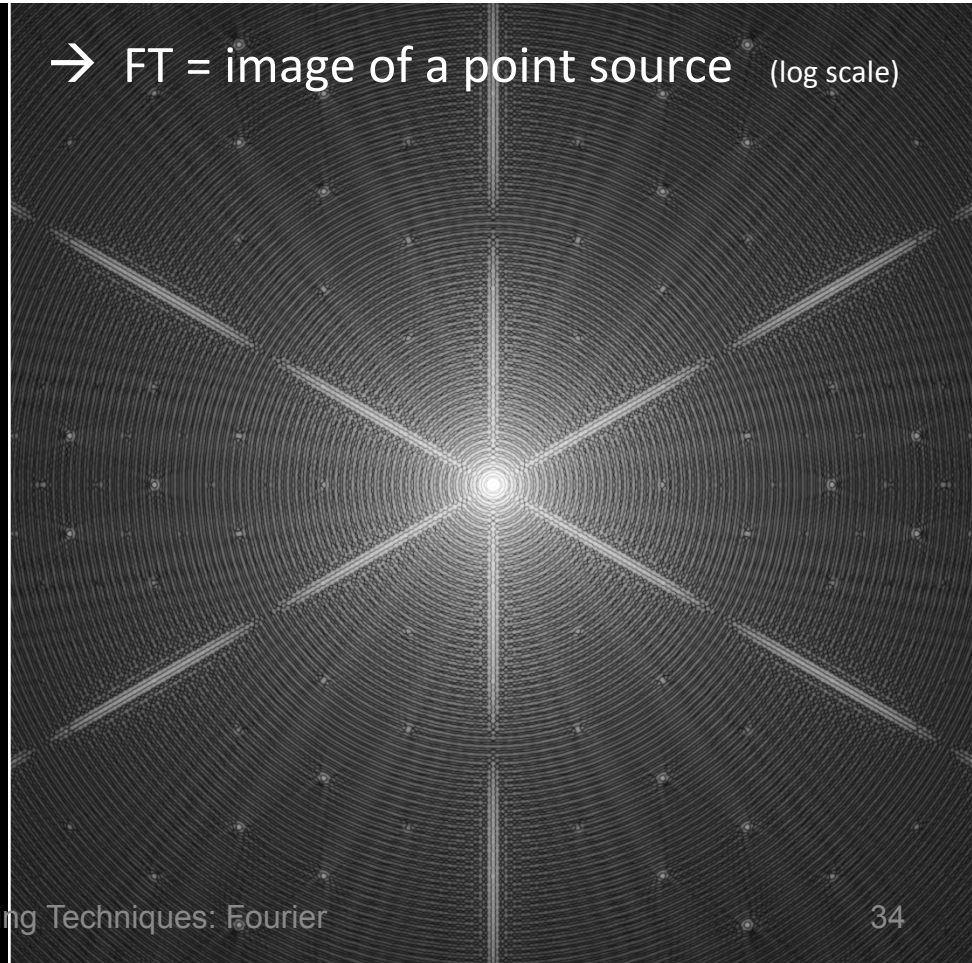 → FT = image of a point source (log scale)
ng Techniques: Fourier 34